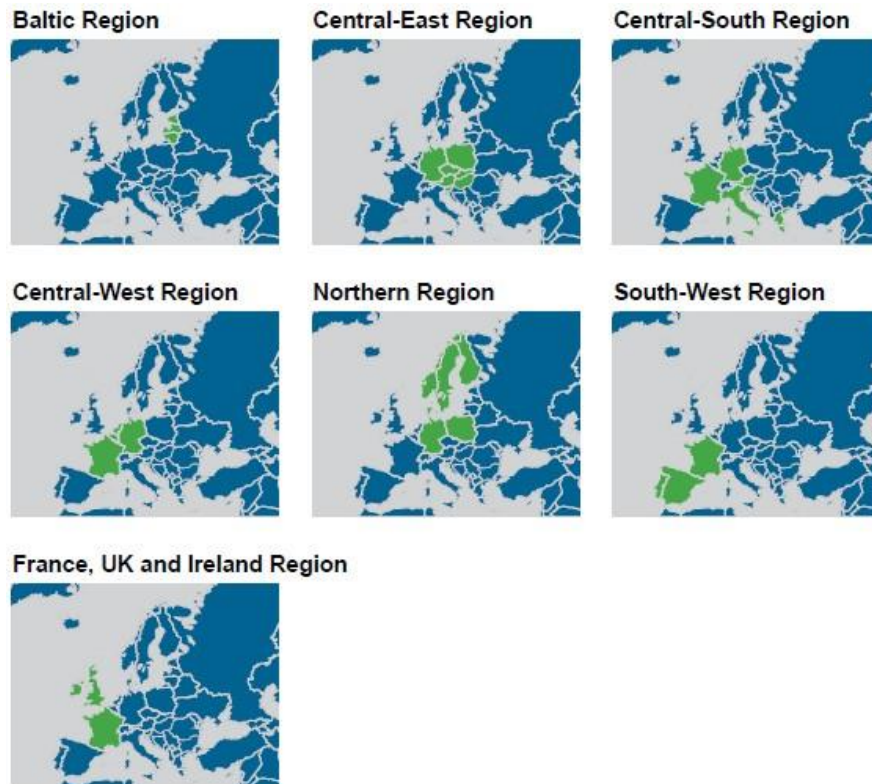 Baltic Region
Central-East Region
Central-South Region
Central-West Region
Northern Region
South-West Region
France, UK and Ireland Region